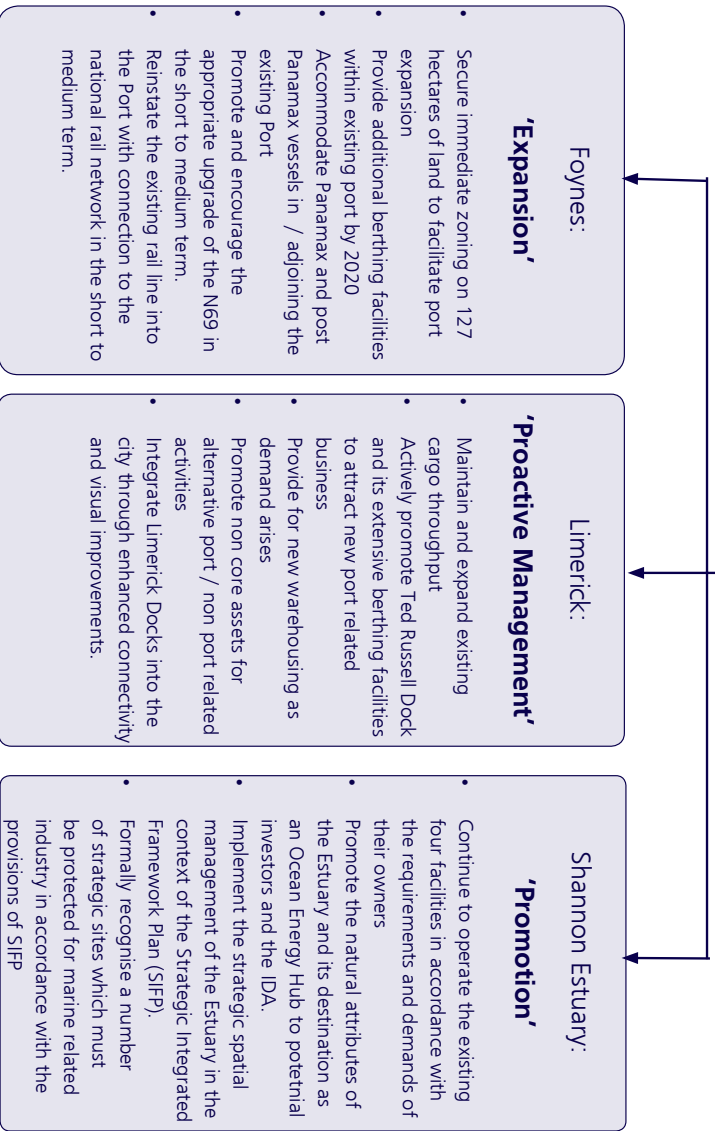 Foynes:
'Expansion'
• Secure immediate zoning on 127
hectares of land to facilitate port
expansion
• Provide additional berthing facilities
within existing port by 2020
• Accommodate Panamax and post
Panamax vessels in / adjoining the
existing Port
• Promote and encourage the
appropriate upgrade of the N69 in
the short to medium term.
• Reinstate the existing rail line into
the Port with connection to the
national rail network in the short to
medium term.
Limerick:
'Proactive Management'
• Maintain and expand existing
cargo throughput
• Actively promote Ted Russell Dock
and its extensive berthing facilities
to attract new port related
business
• Provide for new warehousing as
demand arises
• Promote non core assets for
alternative port / non port related
activities
• Integrate Limerick Docks into the
city through enhanced connectivity
and visual improvements.
Shannon Estuary:
'Promotion'
• Continue to operate the existing
four facilities in accordance with
the requirements and demands of
their owners
• Promote the natural attributes of
the Estuary and its destination as
an Ocean Energy Hub to potetnial
investors and the IDA.
• Implement the strategic spatial
management of the Estuary in the
context of the Strategic Integrated
Framework Plan (SIFP).
• Formally recognise a number
of strategic sites which must
be protected for marine related
industry in accordance with the
provisions of SIFP